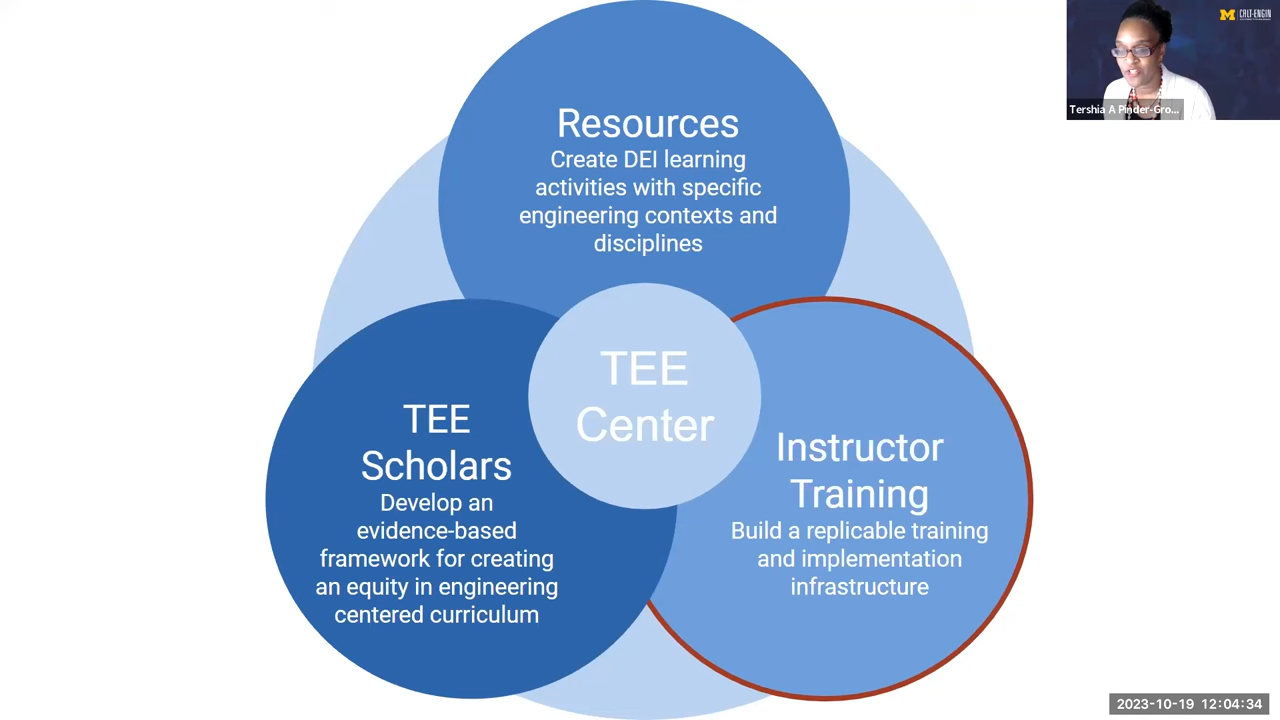 Resources
Create DEI learning
activities with specific
engineering contexts and
disciplines
TEE
Center
TEE
Scholars
Develop an
evidence-based
framework for creating
an equity in engineering
centered curriculum
Instructor
Training
Build a replicable training
and implementation
infrastructure
M CRLT-ENGIN
Tershia A Pinder-Gro...
2023-10-19 12:04:34